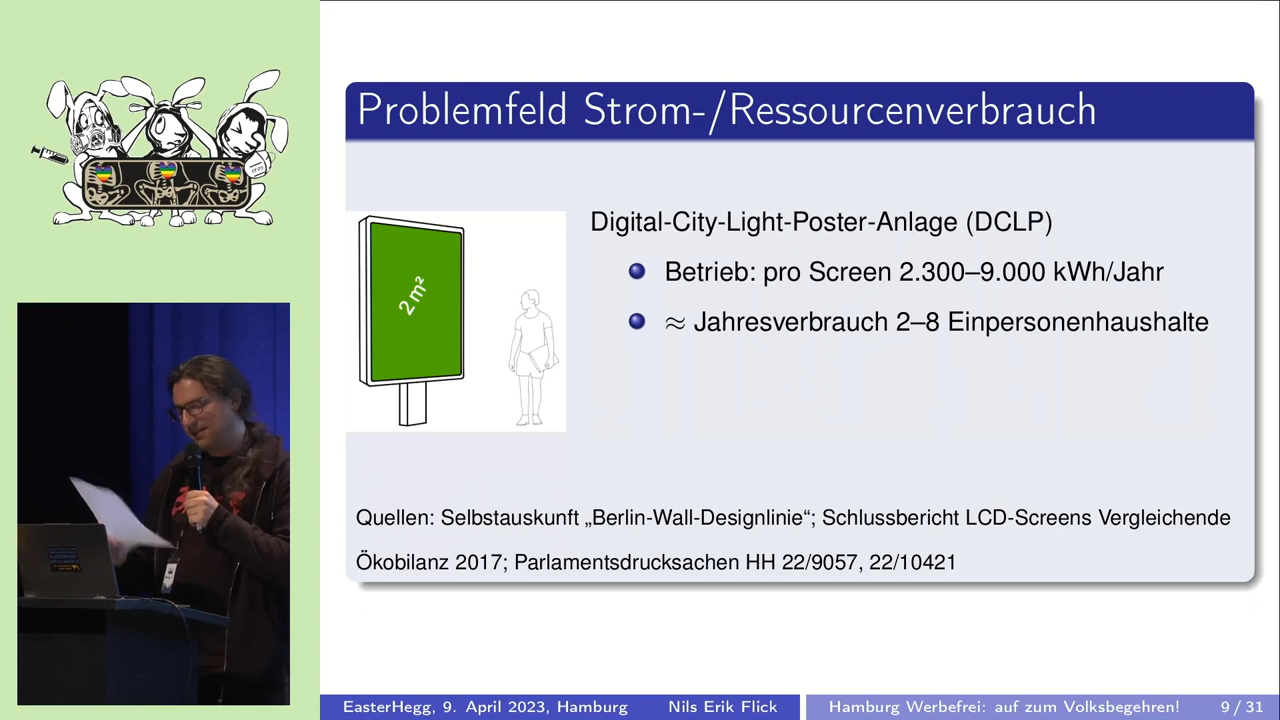 Problemfeld Strom-/Ressourcenverbrauch
2 m²
Digital-City-Light-Poster-Anlage (DCLP)
Betrieb: pro Screen 2.300–9.000 kWh/Jahr
≈ Jahresverbrauch 2–8 Einpersonenhaushalte
Quellen: Selbstauskunft „Berlin-Wall-Designlinie“; Schlussbericht LCD-Screens Vergleichende
Ökobilanz 2017; Parlamentsdrucksachen HH 22/9057, 22/10421
EasterHegg, 9. April 2023, Hamburg Nils Erik Flick Hamburg Werbefrei: auf zum Volksbegehren! 9 / 31